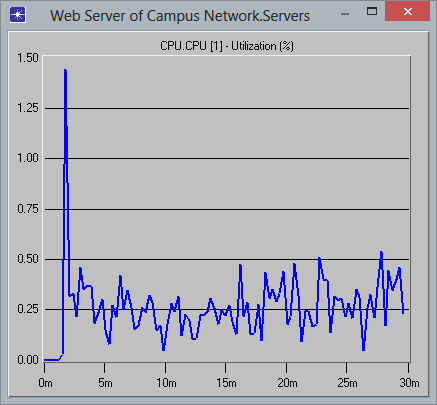 Web Server of Campus Network.Servers
CPU.CPU [1] - Utilization (%)
1.50
1.25
1.00
0.75
0.50
0.25
0.00
0m 5m 10m 15m 20m 25m 30m